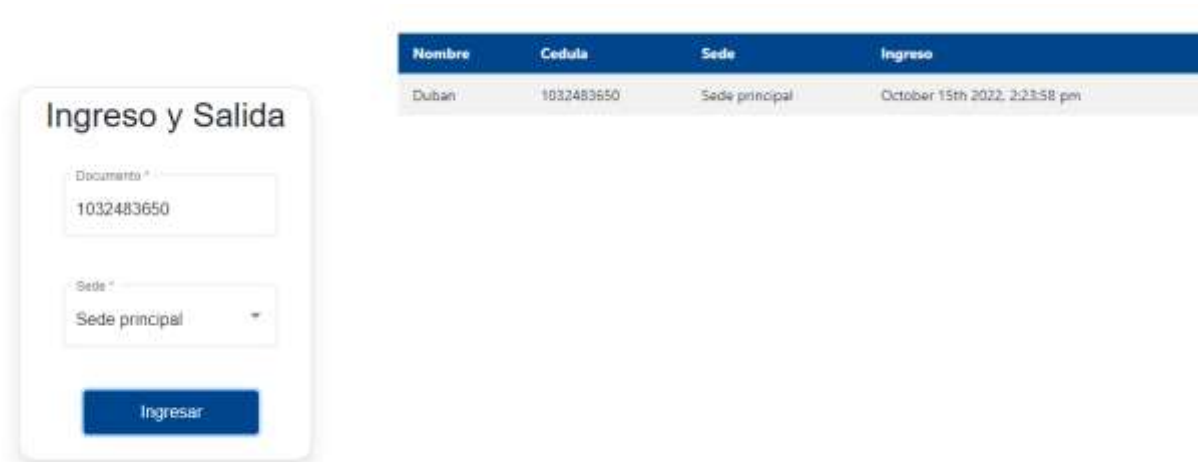 Nombre Cedula Sede Ingreso
Duban 1032483650 Sede principal October 15th 2022, 2:23:58 pm
Ingreso y Salida
Documento *
1032483650
Sede *
Sede principal
Ingresar